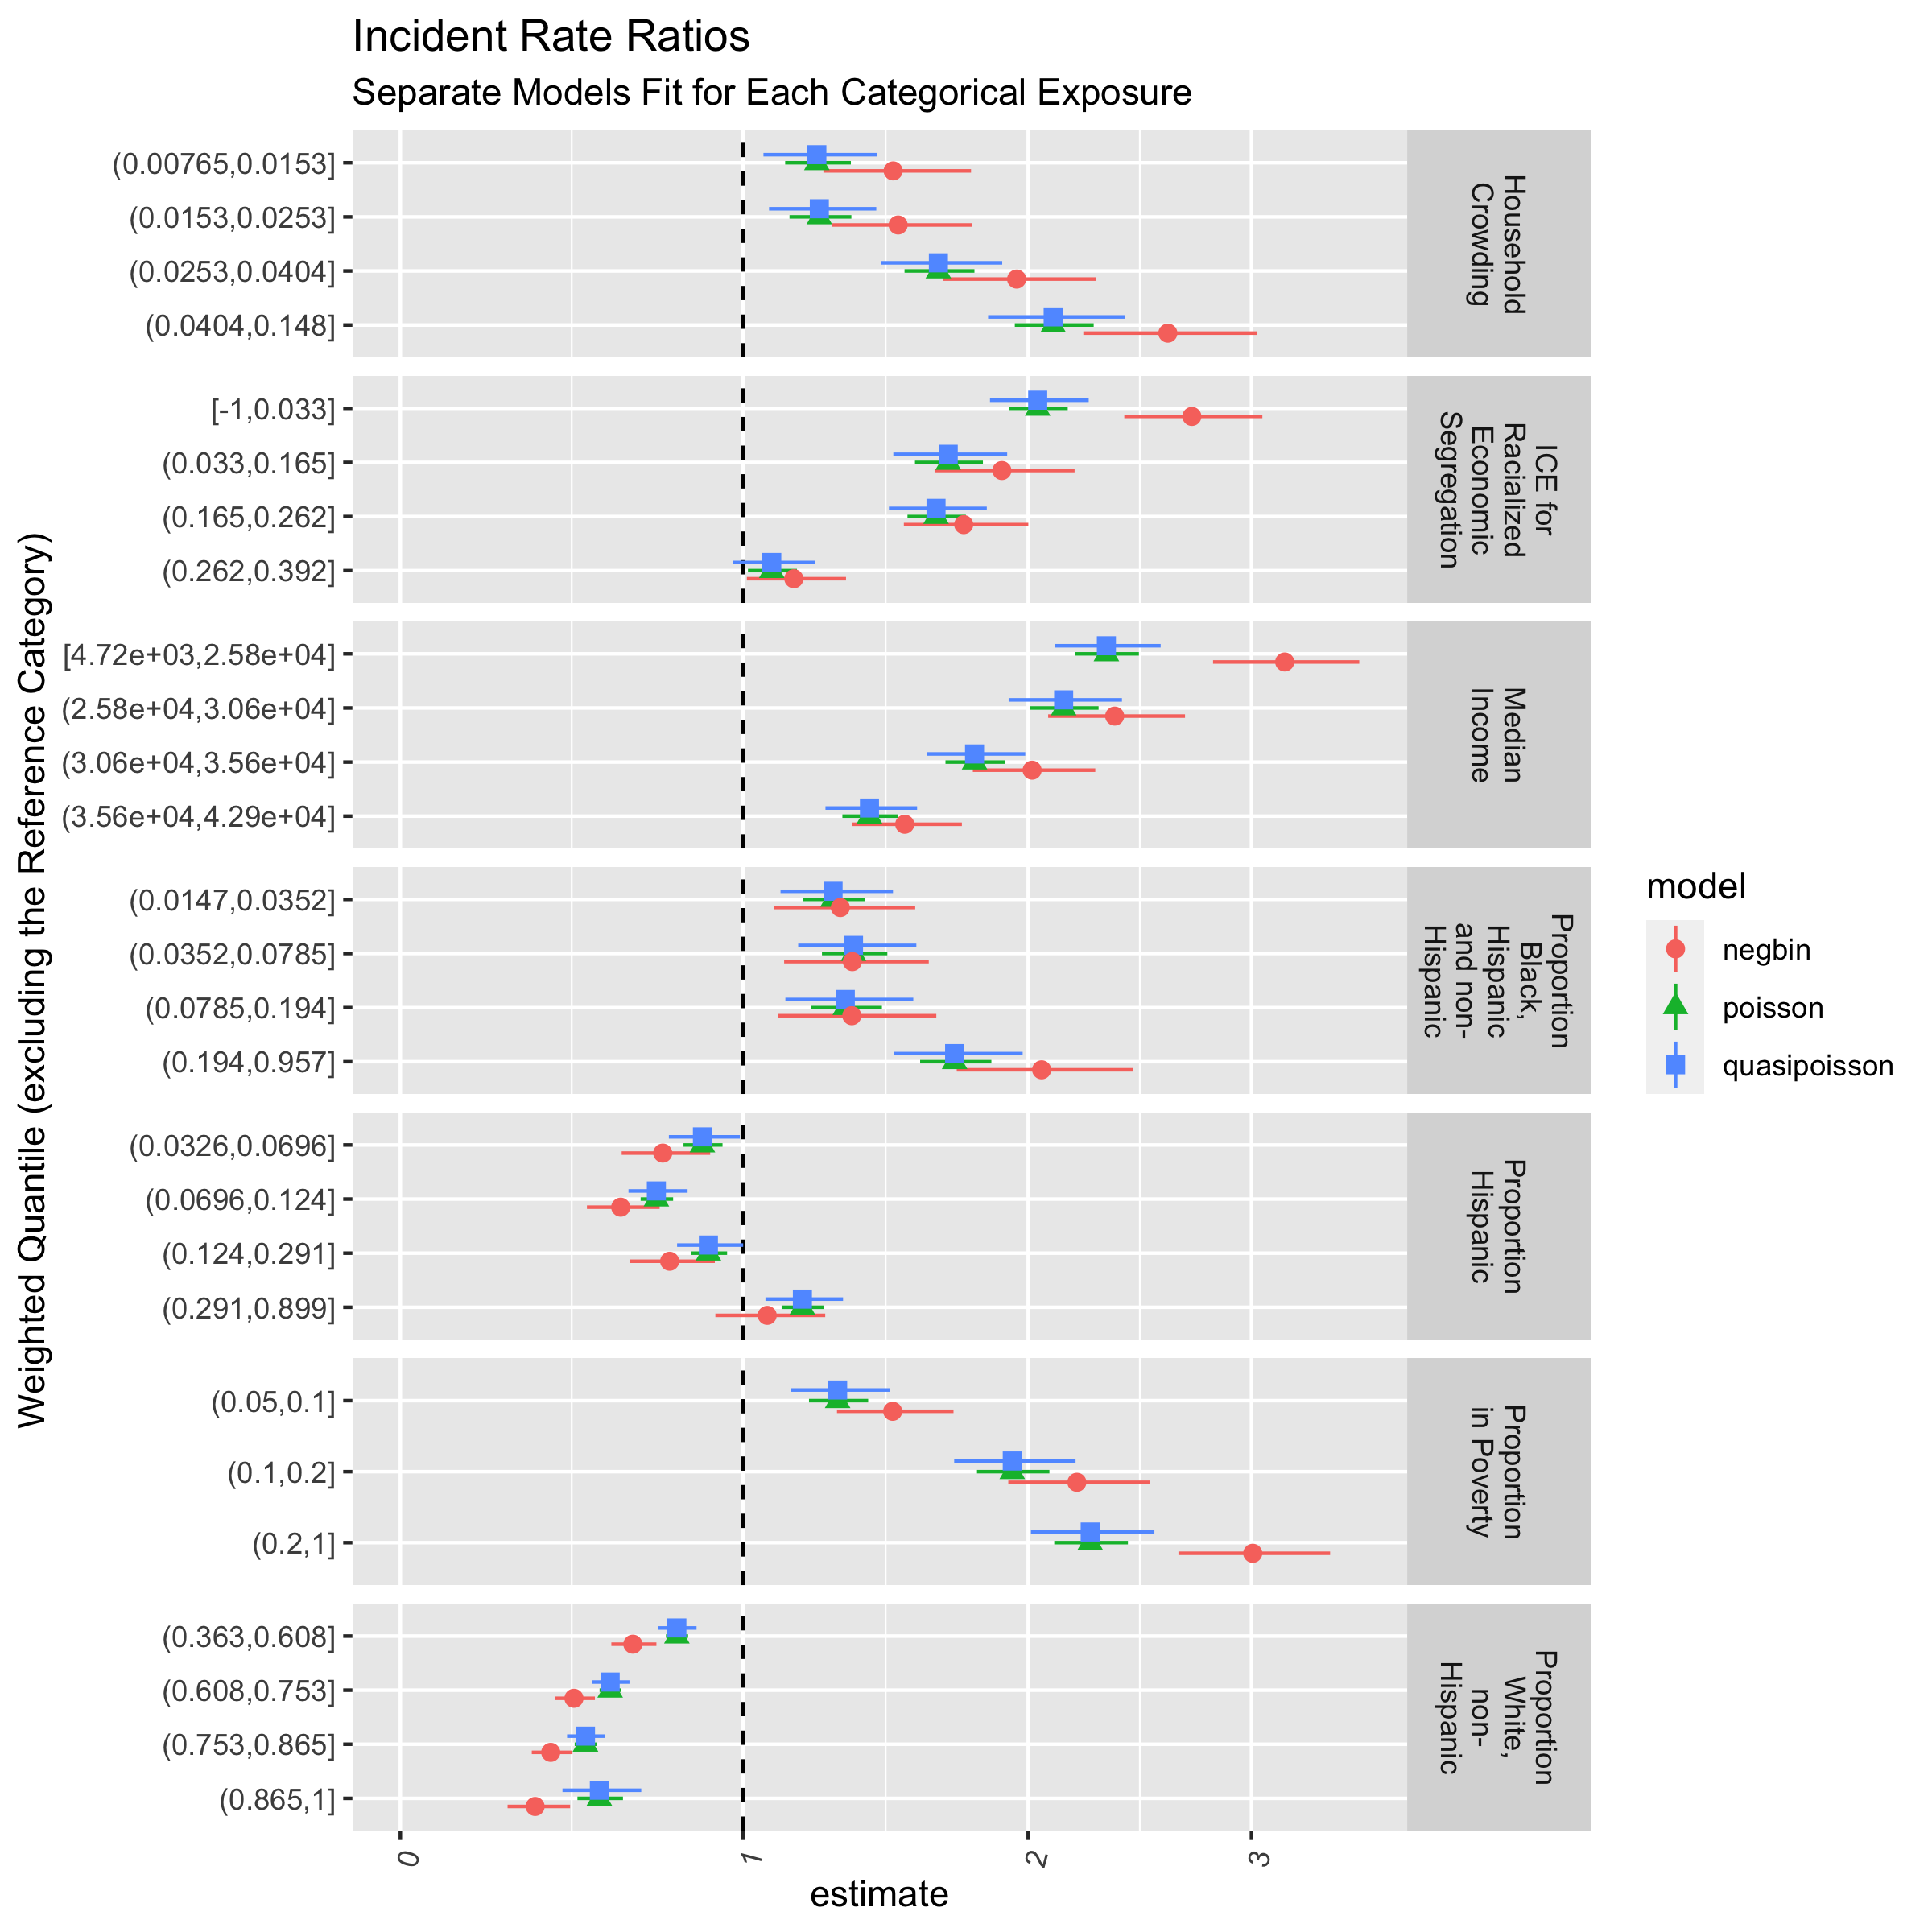 Incident Rate Ratios
Separate Models Fit for Each Categorical Exposure
Weighted Quantile (excluding the Reference Category)
(0.00765,0.0153]
(0.0153,0.0253]
(0.0253,0.0404]
(0.0404,0.148]
Household
Crowding
[-1,0.033]
(0.033,0.165]
(0.165,0.262]
(0.262,0.392]
ICE for
Racialized
Economic
Segregation
[4.72e+03,2.58e+04]
(2.58e+04,3.06e+04]
(3.06e+04,3.56e+04]
(3.56e+04,4.29e+04]
Median
Income
(0.0147,0.0352]
(0.0352,0.0785]
(0.0785,0.194]
(0.194,0.957]
Proportion
Black,
Hispanic
and non-
Hispanic
(0.0326,0.0696]
(0.0696,0.124]
(0.124,0.291]
(0.291,0.899]
Proportion
Hispanic
(0.05,0.1]
(0.1,0.2]
(0.2,1]
Proportion
in Poverty
(0.363,0.608]
(0.608,0.753]
(0.753,0.865]
(0.865,1]
Proportion
White,
non-
Hispanic
0
1
2
3
estimate
model
negbin
poisson
quasipoisson